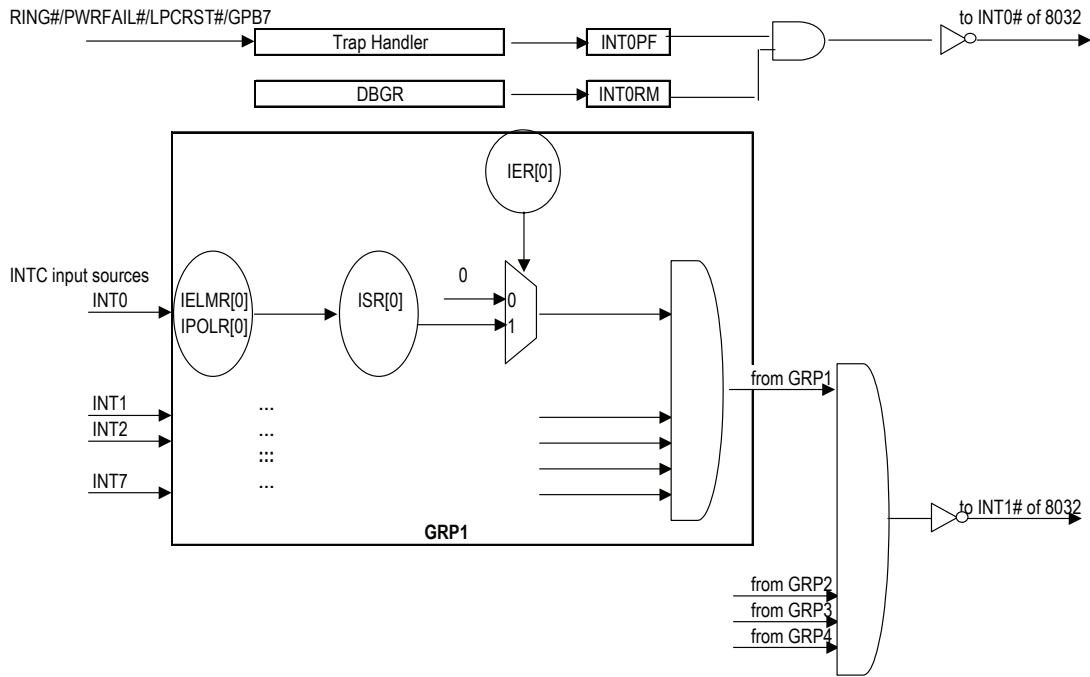 RING#/PWRFAIL#/LPCRST#/GPB7
to INT0# of 8032
Trap Handler
INT0PF
DBGR
INT0RM
IER[0]
INTC input sources
0
INT0
IELMR[0]
IPOLR[0]
ISR[0]
0
1
from GRP1
INT1
...
INT2
...
:::
INT7
...
to INT1# of 8032
GRP1
from GRP2
from GRP3
from GRP4